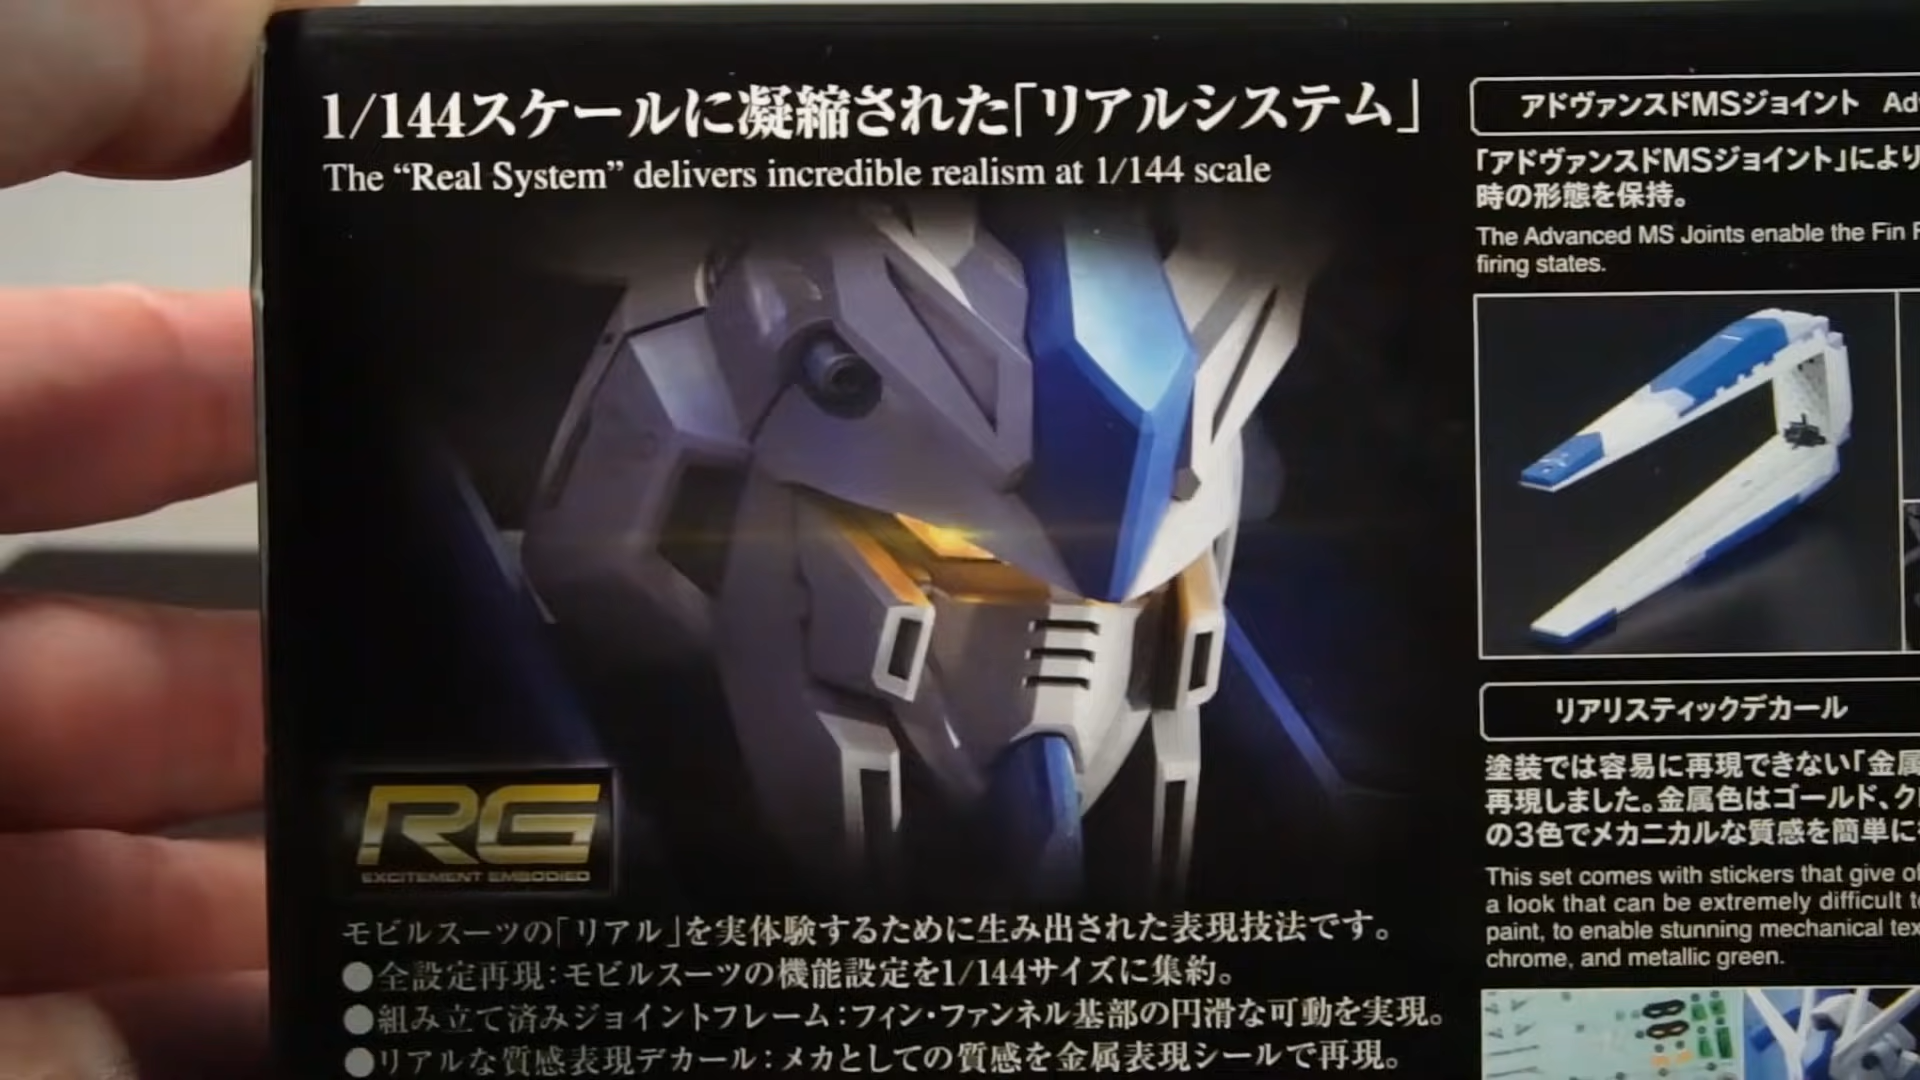 1/144スケールに凝縮された「リアルシステム」
The “Real System” delivers incredible realism at 1/144 scale
RG
EXCITEMENT EMBODIED
モビルスーツの「リアル」を実体験するために生み出された表現技法です。
●全設定再現:モビルスーツの機能設定を1/144サイズに集約。
●組み立て済みジョイントフレーム:フィン・ファンネル基部の円滑な可動を実現。
●リアルな質感表現デカール:メカとしての質感を金属表現シールで再現。
アドヴァンスドMSジョイント
「アドヴァンスドMSジョイント」により
時の形態を保持。
The Advanced MS Joints enable the Fin
firing states.
リアリスティックデカール
塗装では容易に再現できない「金属
再現しました。金属色はゴールド、ク
の3色でメカニカルな質感を簡単に
This set comes with stickers that give
a look that can be extremely difficult
paint, to enable stunning mechanical
chrome, and metallic green.